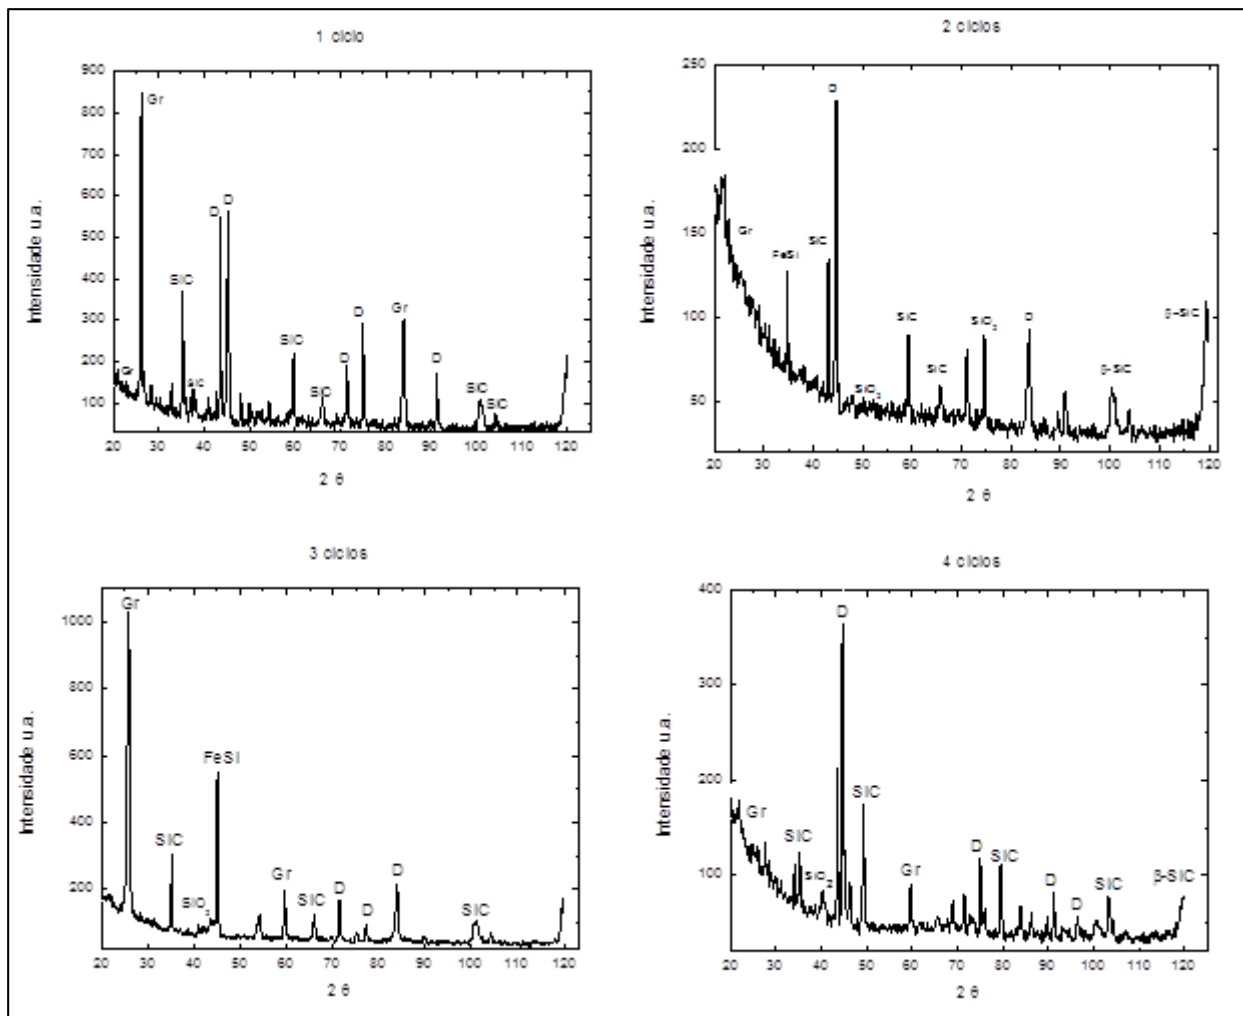 1 ciclo
900
800
700
600
500
400
300
200
100
Intensidade u.a.
Gr
Gr
SiC
SiC
D
D
SiC
SiC
D
D
Gr
D
SiC
SiC
20 30 40 50 60 70 80 90 100 110 120
2 θ
2 ciclos
250
200
150
100
50
Intensidade u.a.
Gr
FeSi
SiC
D
SiO2
SiC
SiC
SiO2
D
β-SiC
β-SiC
20 30 40 50 60 70 80 90 100 110 120
2 θ
3 ciclos
1000
800
600
400
200
Intensidade u.a.
Gr
SiC
SiO2
FeSi
Gr
SiC
D
D
D
SiC
20 30 40 50 60 70 80 90 100 110 120
2 θ
4 ciclos
400
300
200
100
Intensidade u.a.
Gr
SiC
SiO2
D
SiC
Gr
D
SiC
D
D
SiC
β-SiC
20 30 40 50 60 70 80 90 100 110 120
2 θ